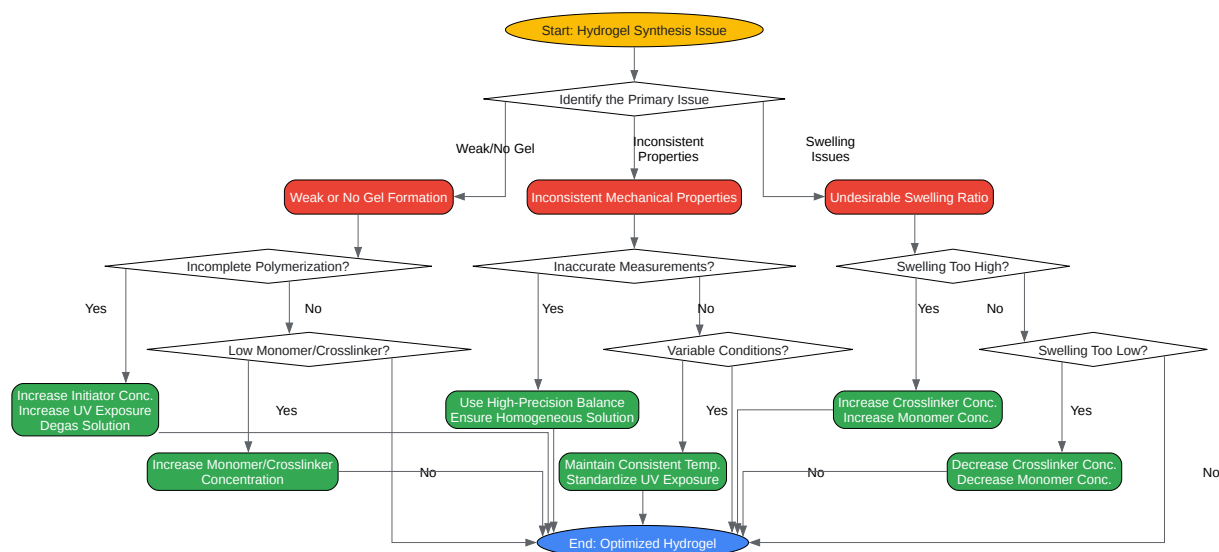 Start: Hydrogel Synthesis Issue
Identify the Primary Issue
Weak/No Gel
Inconsistent
Properties
Swelling
Issues
Weak or No Gel Formation
Inconsistent Mechanical Properties
Undesirable Swelling Ratio
Incomplete Polymerization?
Inaccurate Measurements?
Swelling Too High?
Yes
No
Yes
No
Yes
No
Low Monomer/Crosslinker?
Variable Conditions?
Swelling Too Low?
Increase Initiator Conc.
Increase UV Exposure
Degas Solution
Yes
Use High-Precision Balance
Ensure Homogeneous Solution
Yes
Increase Crosslinker Conc.
Increase Monomer Conc.
Yes
Increase Monomer/Crosslinker
Concentration
No
Maintain Consistent Temp.
Standardize UV Exposure
No
Decrease Crosslinker Conc.
Decrease Monomer Conc.
No
End: Optimized Hydrogel